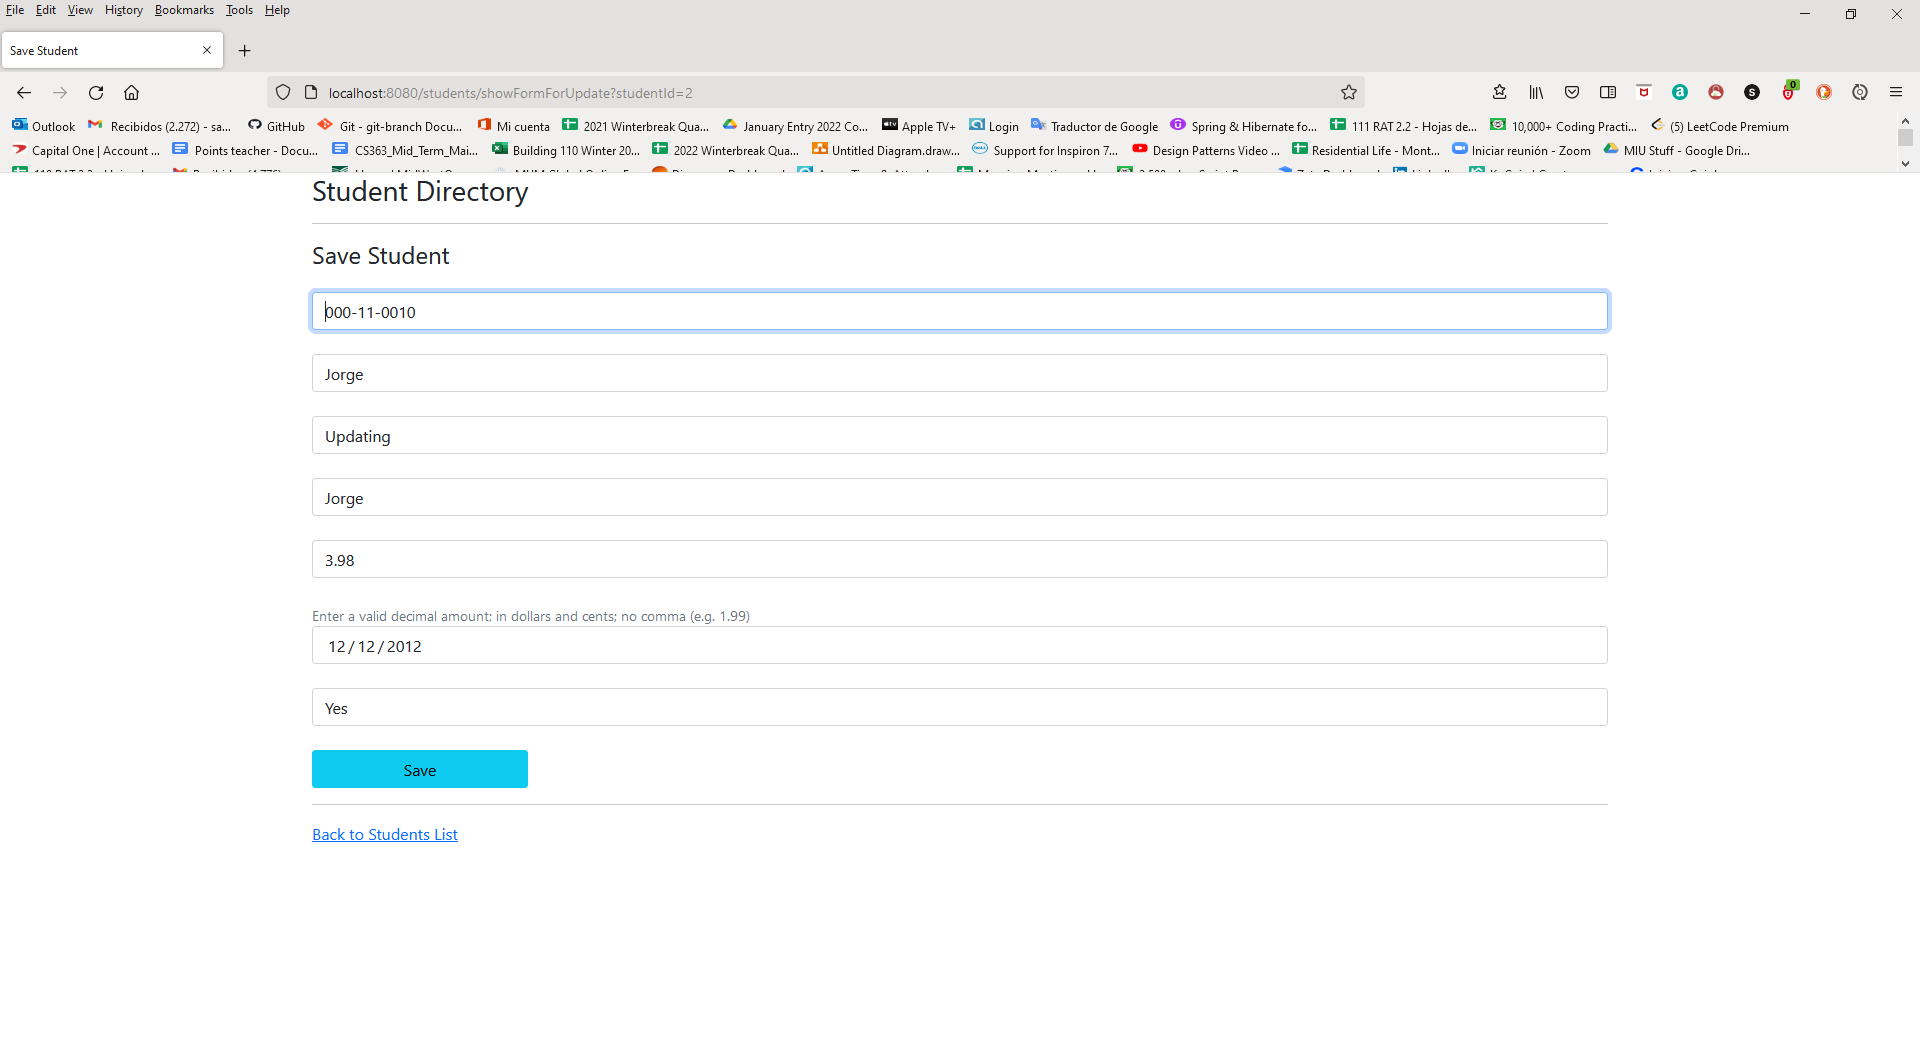 File Edit View History Bookmarks Tools Help
Save Student
localhost:8080/students/showFormForUpdate?studentId=2
0
Outlook Recibidos (2.272) - sa... GitHub Git - git-branch Docu... Mi cuenta 2021 Winterbreak Qua... January Entry 2022 Co... Apple TV+ Login Traductor de Google Spring & Hibernate fo... 111 RAT 2.2 - Hojas de... 10,000+ Coding Practi... (5) LeetCode Premium
Capital One | Account ... Points teacher - Docu... CS363_Mid_Term_Mai... Building 110 Winter 20... 2022 Winterbreak Qua... Untitled Diagram.draw... Support for Inspiron 7... Design Patterns Video ... Residential Life - Mont... Iniciar reunión - Zoom MIU Stuff - Google Dri...
Student Directory
Save Student
000-11-0010
Jorge
Updating
Jorge
3.98
Enter a valid decimal amount; in dollars and cents; no comma (e.g. 1.99)
12 / 12 / 2012
Yes
Save
Back to Students List